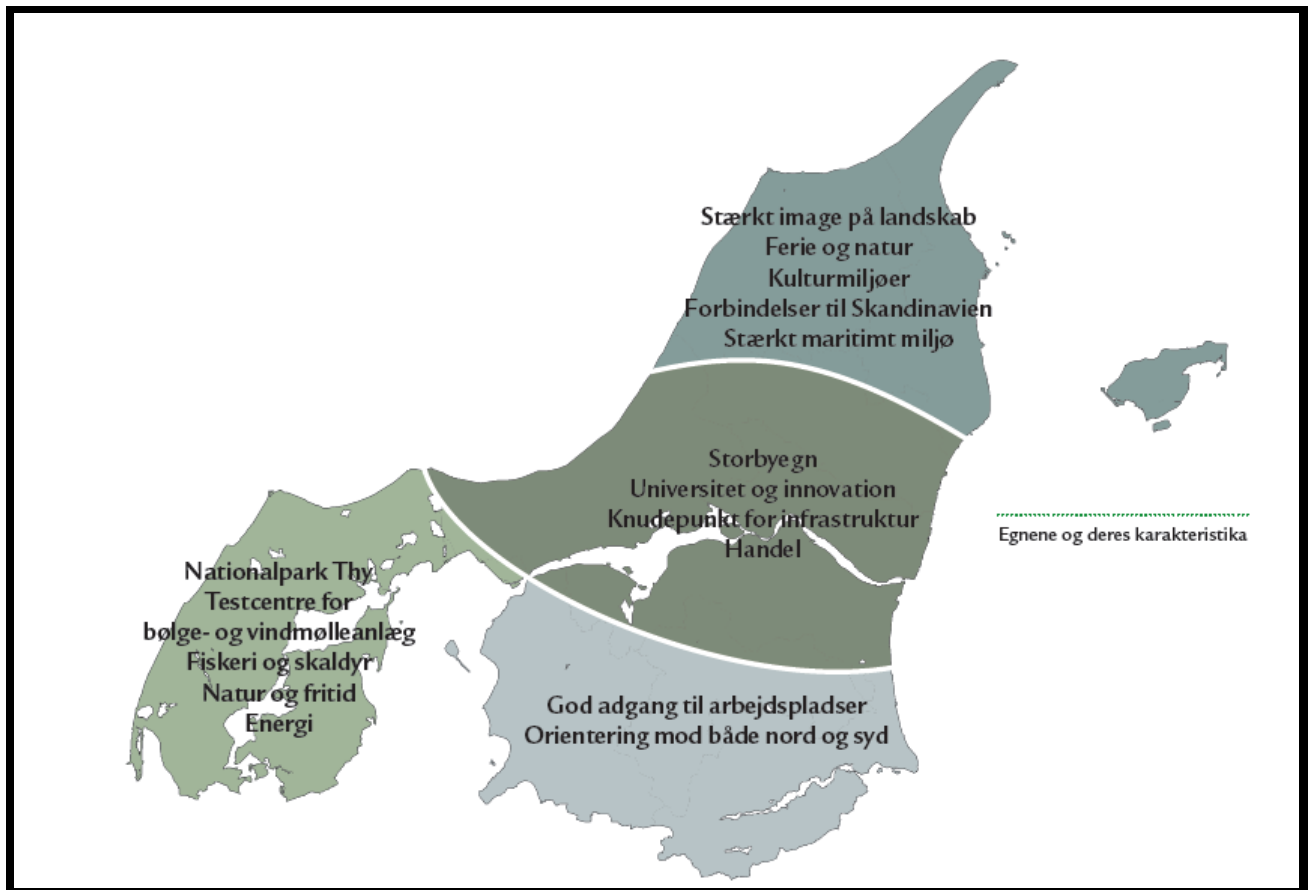 Stærkt image på landskab
Ferie og natur
Kulturmiljøer
Forbindelser til Skandinavien
Stærkt maritimt miljø
Storbyegn
Universitet og innovation
Knudepunkt for infrastruktur
Handel
Egnene og deres karakteristika
Nationalpark Thy
Testcentre for
bølge- og vindmølleanlæg
Fiskeri og skaldyr
Natur og fritid
Energi
God adgang til arbejdspladser
Orientering mod både nord og syd